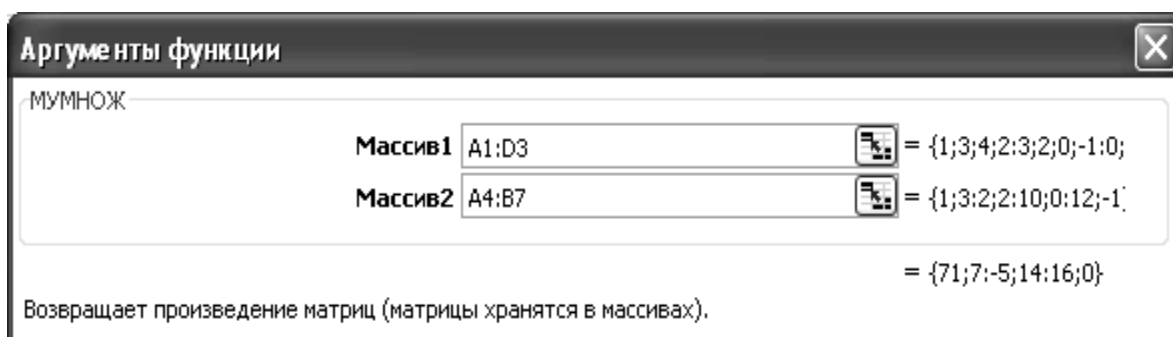 Аргументы функции
МУМНОЖ
Массив1 A1:D3 = {1;3;4;2:3;2;0;-1:0;
Массив2 A4:B7 = {1;3:2;2:10;0:12;-1}
= {71;7:-5;14:16;0}
Возвращает произведение матриц (матрицы хранятся в массивах).